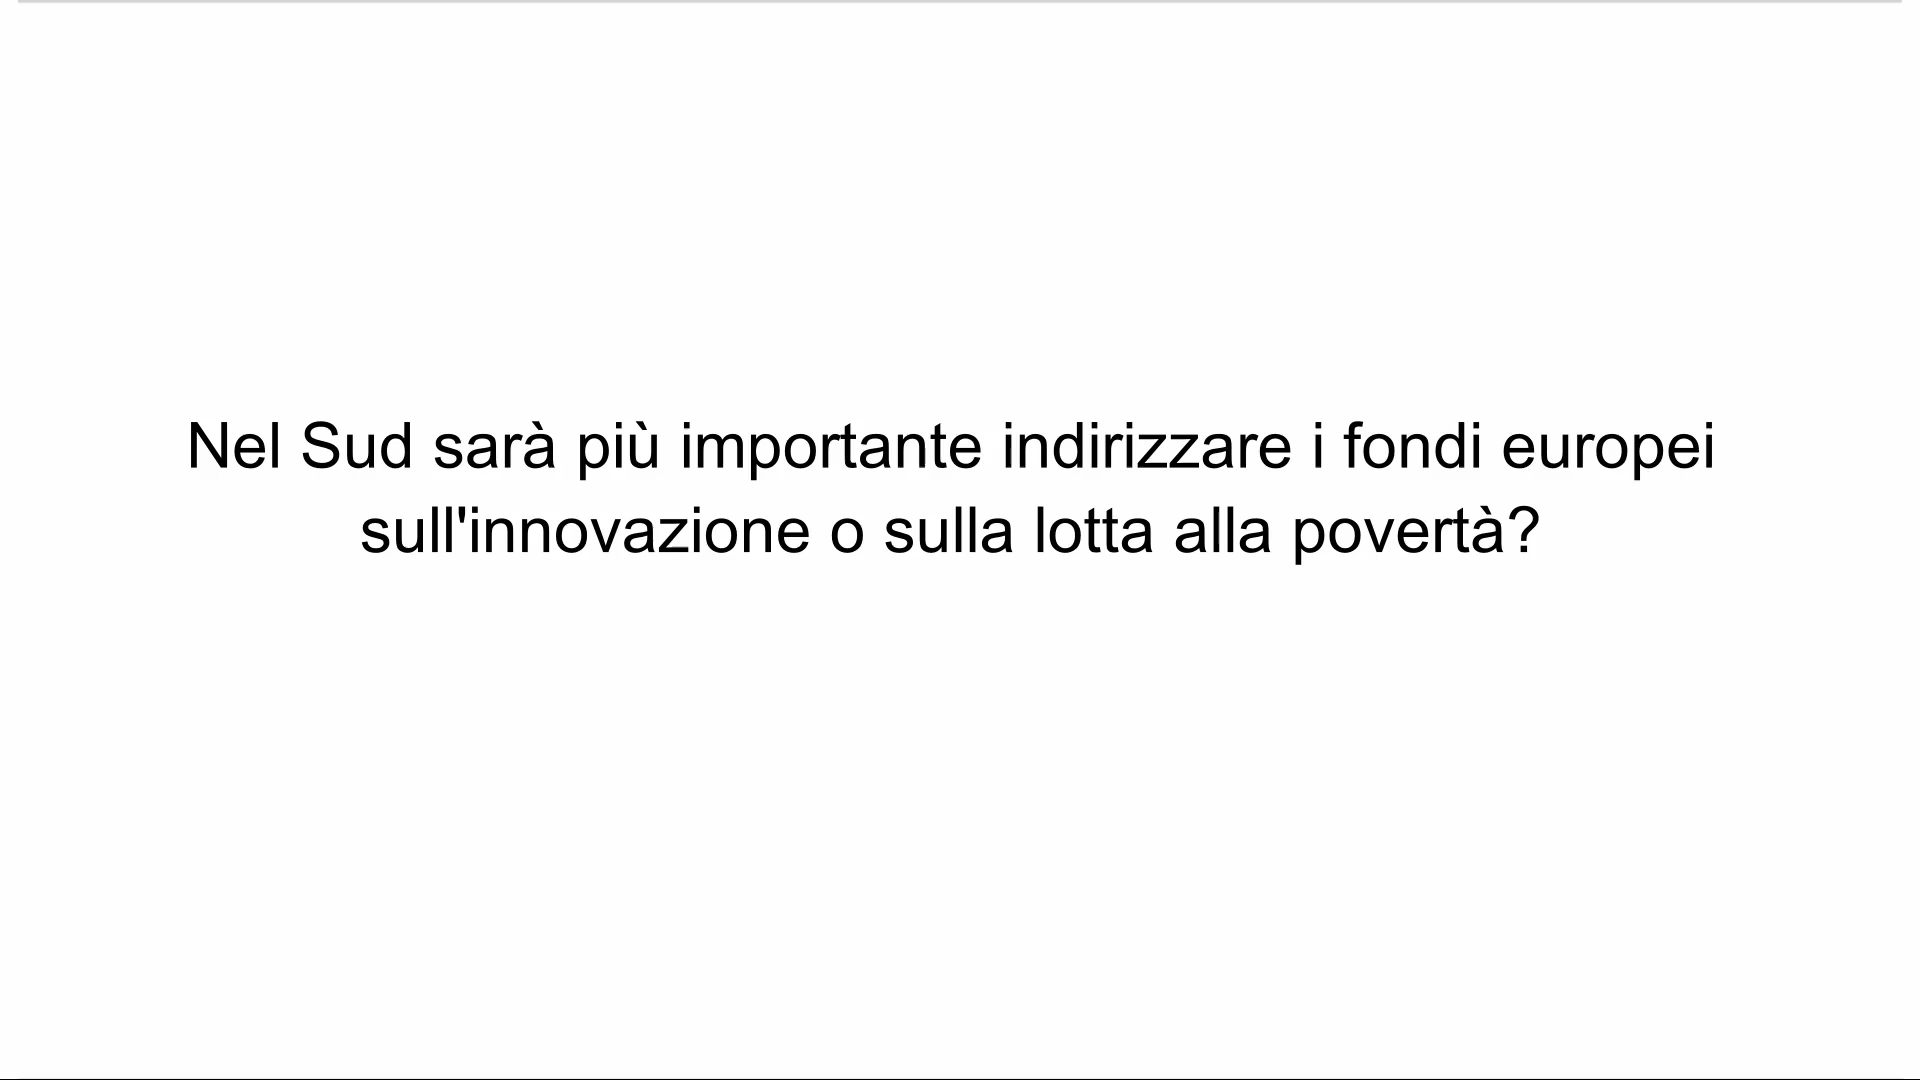 Nel Sud sarà più importante indirizzare i fondi europei
sull'innovazione o sulla lotta alla povertà?